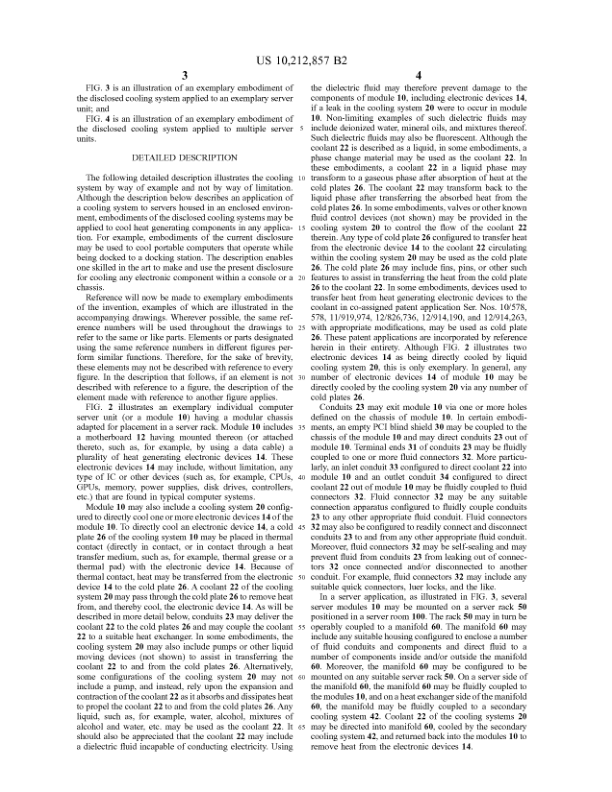 US 10,212,857 B2
3
FIG. 3 is an illustration of an exemplary embodiment of
the disclosed cooling system applied to an exemplary server
unit; and
FIG. 4 is an illustration of an exemplary embodiment of
the disclosed cooling system applied to multiple server
units.
DETAILED DESCRIPTION
The following detailed description illustrates the cooling
system by way of example and not by way of limitation.
Although the description below describes an application of
a cooling system to servers housed in an enclosed environ-
ment, embodiments of the disclosed cooling systems may be
applied to cool heat generating components in any applica-
tion. For example, embodiments of the current disclosure
may be used to cool portable computers that operate while
being docked to a docking station. The description enables
one skilled in the art to make and use the present disclosure
for cooling any electronic component within a console or a
chassis.
Reference will now be made to exemplary embodiments
of the invention, examples of which are illustrated in the
accompanying drawings. Wherever possible, the same ref-
erence numbers will be used throughout the drawings to
refer to the same or like parts. Elements or parts designated
using the same reference numbers in different figures per-
form similar functions. Therefore, for the sake of brevity,
these elements may not be described with reference to every
figure. In the description that follows, if an element is not
described with reference to a figure, the description of the
element made with reference to another figure applies.
FIG. 2 illustrates an exemplary individual computer
server unit (or a module 10) having a modular chassis
adapted for placement in a server rack. Module 10 includes
a motherboard 12 having mounted thereon (or attached
thereto, such as, for example, by using a data cable) a
plurality of heat generating electronic devices 14. These
electronic devices 14 may include, without limitation, any
type of IC or other devices (such as, for example, CPUs,
GPUs, memory, power supplies, disk drives, controllers,
etc.) that are found in typical computer systems.
Module 10 may also include a cooling system 20 config-
ured to directly cool one or more electronic devices 14 of the
module 10. To directly cool an electronic device 14, a cold
plate 26 of the cooling system 10 may be placed in thermal
contact (directly in contact, or in contact through a heat
transfer medium, such as, for example, thermal grease or a
thermal pad) with the electronic device 14. Because of
thermal contact, heat may be transferred from the electronic
device 14 to the cold plate 26. A coolant 22 of the cooling
system 20 may pass through the cold plate 26 to remove heat
from, and thereby cool, the electronic device 14. As will be
described in more detail below, conduits 23 may deliver the
coolant 22 to the cold plates 26 and may couple the coolant
22 to a suitable heat exchanger. In some embodiments, the
cooling system 20 may also include pumps or other liquid
moving devices (not shown) to assist in transferring the
coolant 22 to and from the cold plates 26. Alternatively,
some configurations of the cooling system 20 may not
include a pump, and instead, rely upon the expansion and
contraction of the coolant 22 as it absorbs and dissipates heat
to propel the coolant 22 to and from the cold plates 26. Any
liquid, such as, for example, water, alcohol, mixtures of
alcohol and water, etc. may be used as the coolant 22. It
should also be appreciated that the coolant 22 may include
a dielectric fluid incapable of conducting electricity. Using
5
10
15
20
25
30
35
40
45
50
55
60
65
4
the dielectric fluid may therefore prevent damage to the
components of module 10, including electronic devices 14,
if a leak in the cooling system 20 were to occur in module
10. Non-limiting examples of such dielectric fluids may
include deionized water, mineral oils, and mixtures thereof.
Such dielectric fluids may also be fluorescent. Although the
coolant 22 is described as a liquid, in some embodiments, a
phase change material may be used as the coolant 22. In
these embodiments, a coolant 22 in a liquid phase may
transform to a gaseous phase after absorption of heat at the
cold plates 26. The coolant 22 may transform back to the
liquid phase after transferring the absorbed heat from the
cold plates 26. In some embodiments, valves or other known
fluid control devices (not shown) may be provided in the
cooling system 20 to control the flow of the coolant 22
therein. Any type of cold plate 26 configured to transfer heat
from the electronic device 14 to the coolant 22 circulating
within the cooling system 20 may be used as the cold plate
26. The cold plate 26 may include fins, pins, or other such
features to assist in transferring the heat from the cold plate
26 to the coolant 22. In some embodiments, devices used to
transfer heat from heat generating electronic devices to the
coolant in co-assigned patent application Ser. Nos. 10/578,
578, 11/919,974, 12/826,736, 12/914,190, and 12/914,263,
with appropriate modifications, may be used as cold plate
26. These patent applications are incorporated by reference
herein in their entirety. Although FIG. 2 illustrates two
electronic devices 14 as being directly cooled by liquid
cooling system 20, this is only exemplary. In general, any
number of electronic devices 14 of module 10 may be
directly cooled by the cooling system 20 via any number of
cold plates 26.
Conduits 23 may exit module 10 via one or more holes
defined on the chassis of module 10. In certain embodi-
ments, an empty PCI blind shield 30 may be coupled to the
chassis of the module 10 and may direct conduits 23 out of
module 10. Terminal ends 31 of conduits 23 may be fluidly
coupled to one or more fluid connectors 32. More particu-
larly, an inlet conduit 33 configured to direct coolant 22 into
module 10 and an outlet conduit 34 configured to direct
coolant 22 out of module 10 may be fluidly coupled to fluid
connectors 32. Fluid connector 32 may be any suitable
connection apparatus configured to fluidly couple conduits
23 to any other appropriate fluid conduit. Fluid connectors
32 may also be configured to readily connect and disconnect
conduits 23 to and from any other appropriate fluid conduit.
Moreover, fluid connectors 32 may be self-sealing and may
prevent fluid from conduits 23 from leaking out of connec-
tors 32 once connected and/or disconnected to another
conduit. For example, fluid connectors 32 may include any
suitable quick connectors, luer locks, and the like.
In a server application, as illustrated in FIG. 3, several
server modules 10 may be mounted on a server rack 50
positioned in a server room 100. The rack 50 may in turn be
operably coupled to a manifold 60. The manifold 60 may
include any suitable housing configured to enclose a number
of fluid conduits and components and direct fluid to a
number of components inside and/or outside the manifold
60. Moreover, the manifold 60 may be configured to be
mounted on any suitable server rack 50. On a server side of
the manifold 60, the manifold 60 may be fluidly coupled to
the modules 10, and on a heat exchanger side of the manifold
60, the manifold may be fluidly coupled to a secondary
cooling system 42. Coolant 22 of the cooling systems 20
may be directed into manifold 60, cooled by the secondary
cooling system 42, and returned back into the modules 10 to
remove heat from the electronic devices 14.